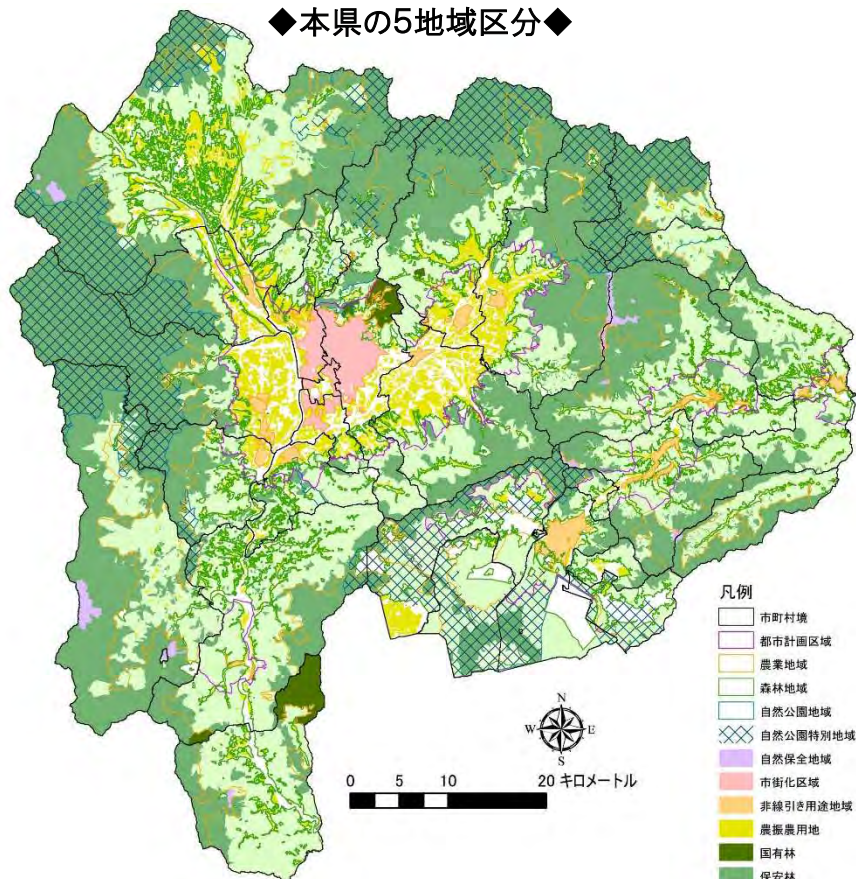 ◆本県の5地域区分◆
凡例
市町村境
都市計画区域
農業地域
森林地域
自然公園地域
自然公園特別地域
自然保全地域
市街化区域
非線引き用途地域
農振農用地
国有林
保安林
N
W E
S
0 5 10 20 キロメートル